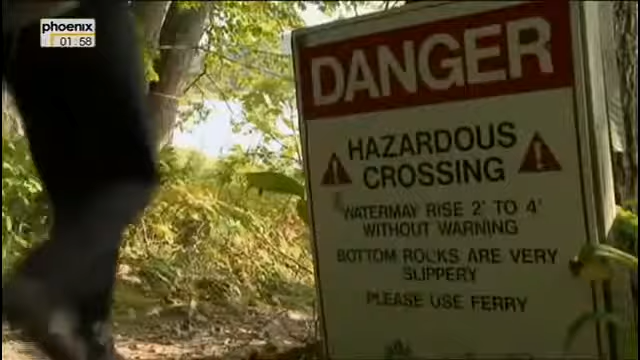 phoenix
01:58
DANGER
HAZARDOUS
CROSSING
WATERMAY RISE 2' TO 4'
WITHOUT WARNING
BOTTOM ROCKS ARE VERY
SLIPPERY
PLEASE USE FERRY